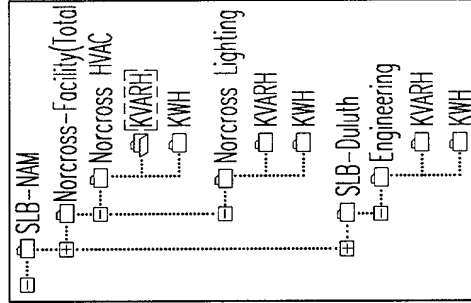 SLB-NAM
Norcross-Facility(Total
Norcross HVAC
KVARH
KWH
Norcross Lighting
KVARH
KWH
SLB-Duluth
Engineering
KVARH
KWH